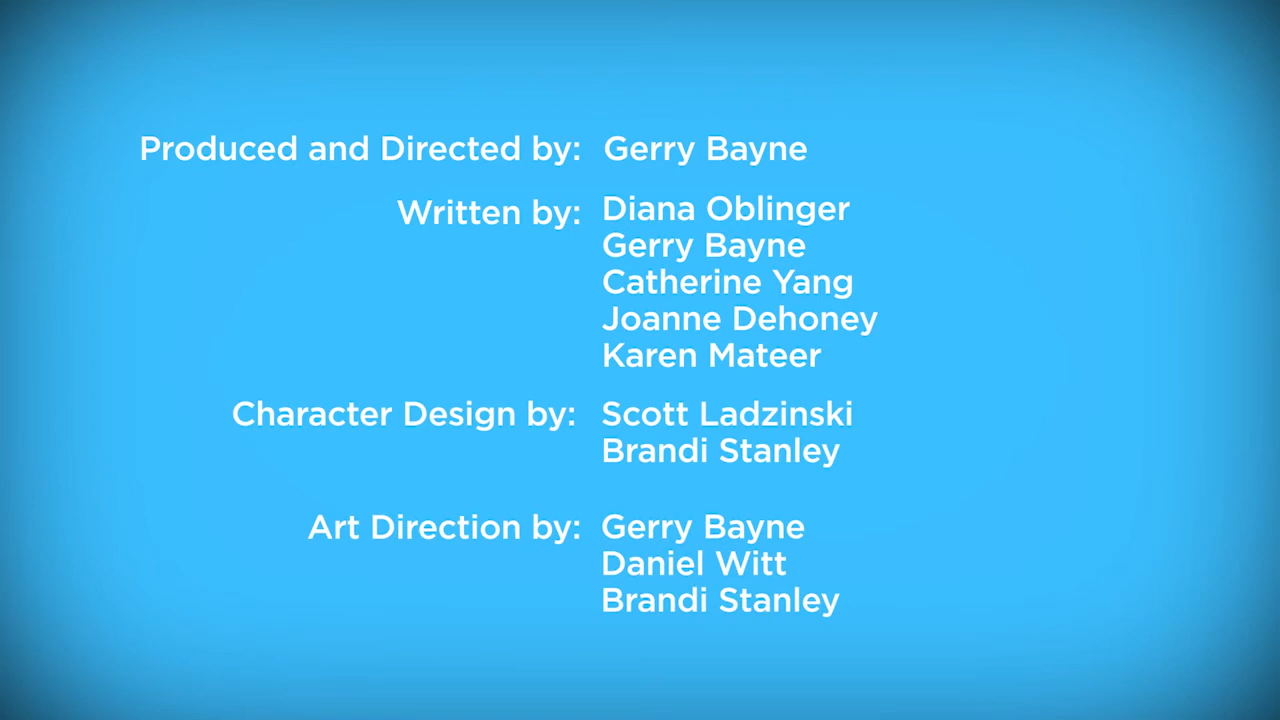 Produced and Directed by: Gerry Bayne
Written by: Diana Oblinger
Gerry Bayne
Catherine Yang
Joanne Dehoney
Karen Mateer
Character Design by: Scott Ladzinski
Brandi Stanley
Art Direction by: Gerry Bayne
Daniel Witt
Brandi Stanley